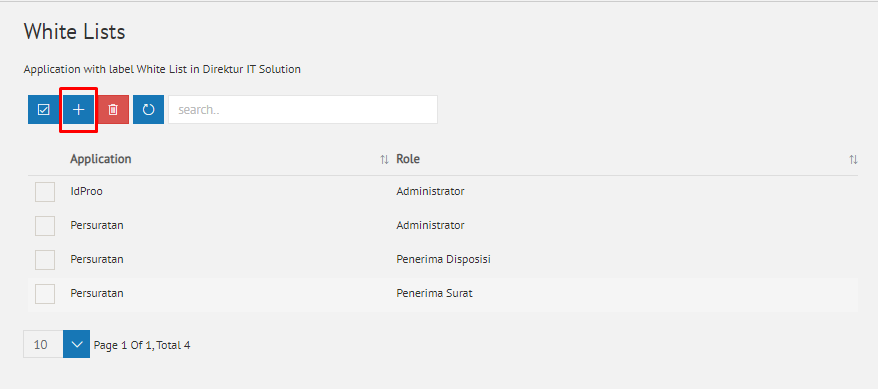 White Lists
Application with label White List in Direktur IT Solution
search..
Application Role
IdProo Administrator
Persuratan Administrator
Persuratan Penerima Disposisi
Persuratan Penerima Surat
10 Page 1 Of 1, Total 4